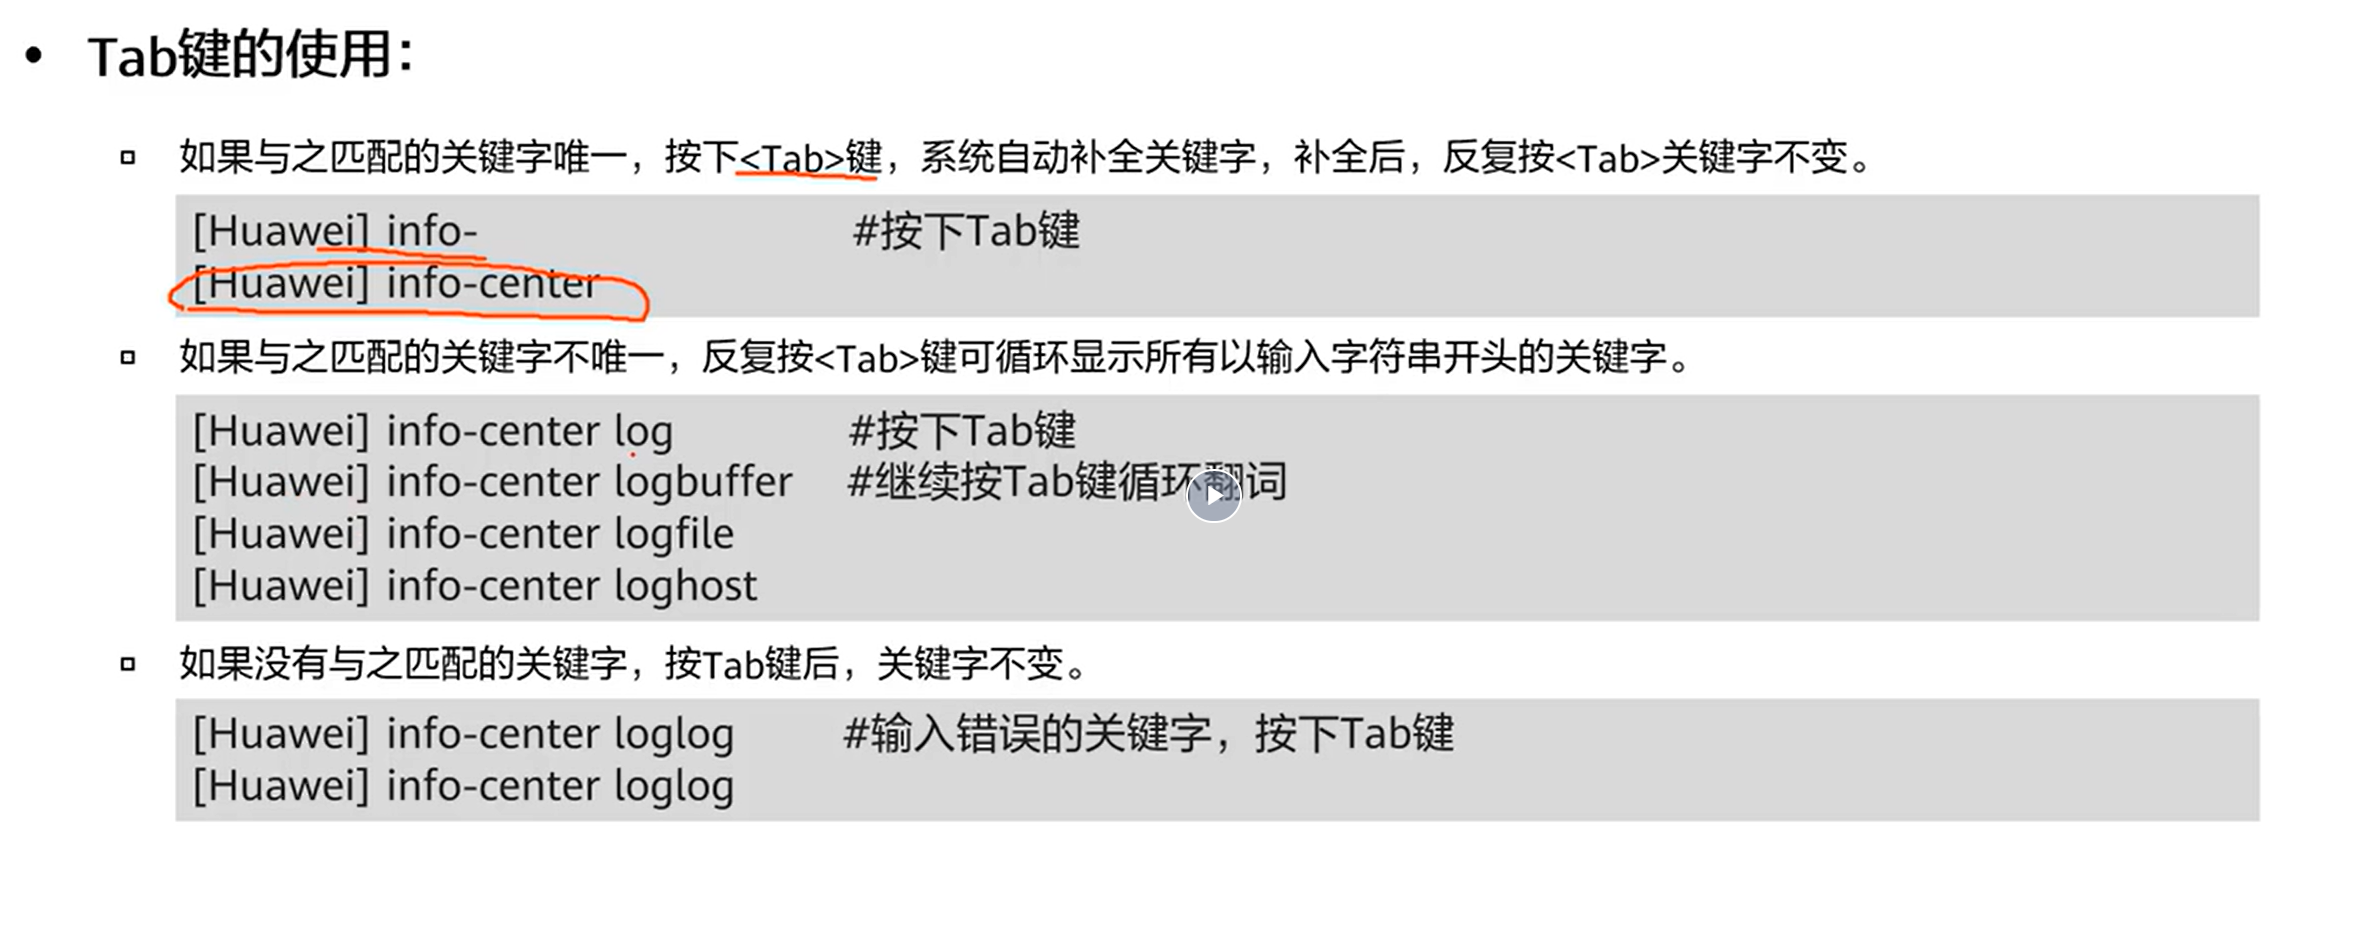 • Tab键的使用：
▫ 如果与之匹配的关键字唯一，按下<Tab>键，系统自动补全关键字，补全后，反复按<Tab>关键字不变。
[Huawei] info- #按下Tab键
[Huawei] info-center
▫ 如果与之匹配的关键字不唯一，反复按<Tab>键可循环显示所有以输入字符串开头的关键字。
[Huawei] info-center log #按下Tab键
[Huawei] info-center logbuffer #继续按Tab键循环翻词
[Huawei] info-center logfile
[Huawei] info-center loghost
▫ 如果没有与之匹配的关键字，按Tab键后，关键字不变。
[Huawei] info-center loglog #输入错误的关键字，按下Tab键
[Huawei] info-center loglog